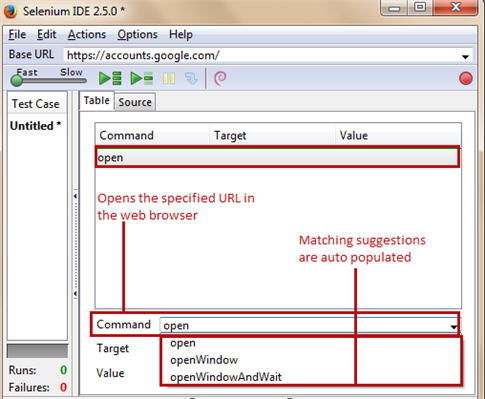 Selenium IDE 2.5.0 *
File Edit Actions Options Help
Base URL https://accounts.google.com/
Fast Slow
Test Case
Untitled *
Table Source
Command Target Value
open
Opens the specified URL in
the web browser
Matching suggestions
are auto populated
Command open
Target
Value
open
openWindow
openWindowAndWait
Runs: 0
Failures: 0